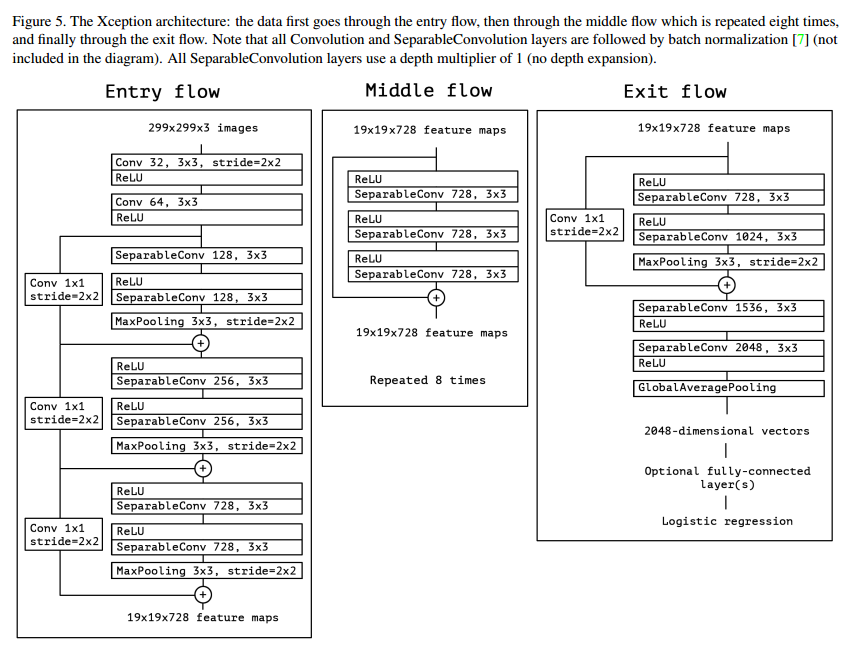 Figure 5. The Xception architecture: the data first goes through the entry flow, then through the middle flow which is repeated eight times,
and finally through the exit flow. Note that all Convolution and SeparableConvolution layers are followed by batch normalization [7] (not
included in the diagram). All SeparableConvolution layers use a depth multiplier of 1 (no depth expansion).
Entry flow
299x299x3 images
Conv 32, 3x3, stride=2x2
ReLU
Conv 64, 3x3
ReLU
SeparableConv 128, 3x3
Conv 1x1
stride=2x2
ReLU
SeparableConv 128, 3x3
MaxPooling 3x3, stride=2x2
+
ReLU
SeparableConv 256, 3x3
Conv 1x1
stride=2x2
ReLU
SeparableConv 256, 3x3
MaxPooling 3x3, stride=2x2
+
ReLU
SeparableConv 728, 3x3
Conv 1x1
stride=2x2
ReLU
SeparableConv 728, 3x3
MaxPooling 3x3, stride=2x2
+
19x19x728 feature maps
Middle flow
19x19x728 feature maps
ReLU
SeparableConv 728, 3x3
ReLU
SeparableConv 728, 3x3
ReLU
SeparableConv 728, 3x3
+
19x19x728 feature maps
Repeated 8 times
Exit flow
19x19x728 feature maps
ReLU
SeparableConv 728, 3x3
Conv 1x1
stride=2x2
ReLU
SeparableConv 1024, 3x3
MaxPooling 3x3, stride=2x2
+
SeparableConv 1536, 3x3
ReLU
SeparableConv 2048, 3x3
ReLU
GlobalAveragePooling
2048-dimensional vectors
Optional fully-connected
layer(s)
Logistic regression